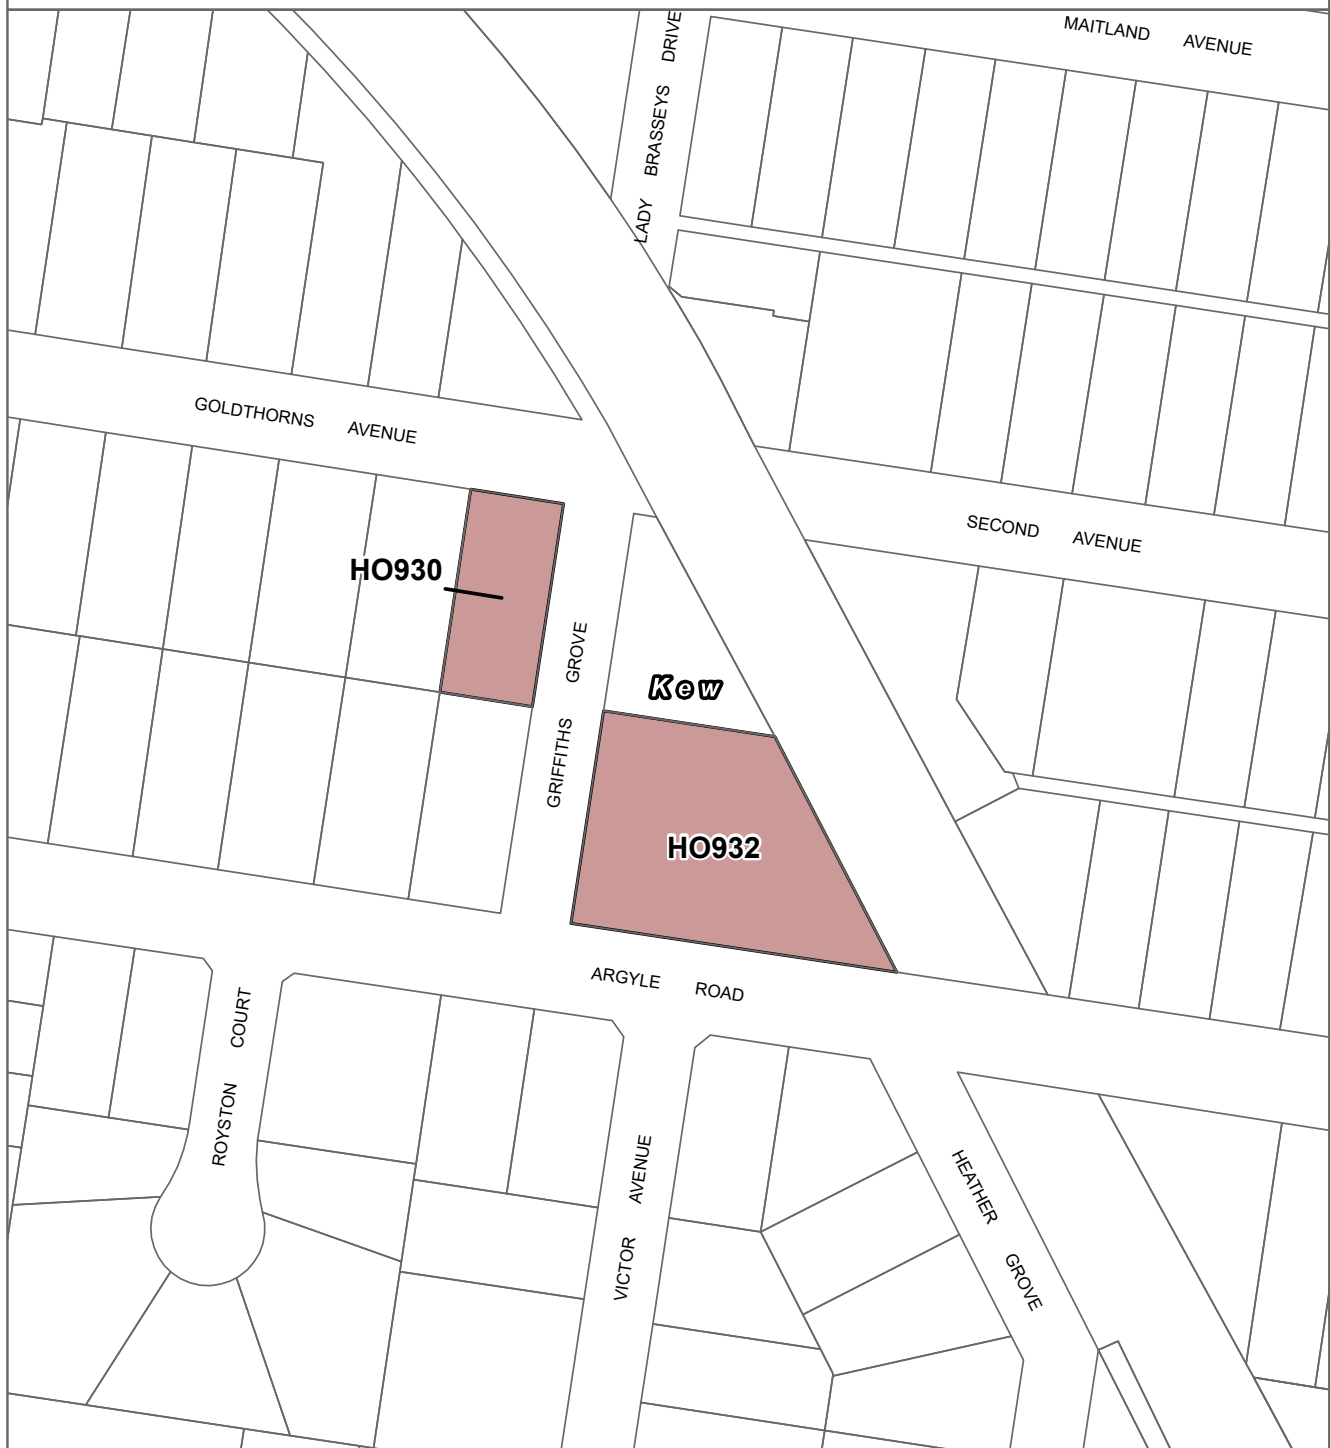 MAITLAND AVENUE
LADY BRASSEYS DRIVE
GOLDTHORNS AVENUE
SECOND AVENUE
HO930
GRIFFITHS GROVE
Kew
HO932
ARGYLE ROAD
ROYSTON COURT
VICTOR AVENUE
HEATHER GROVE